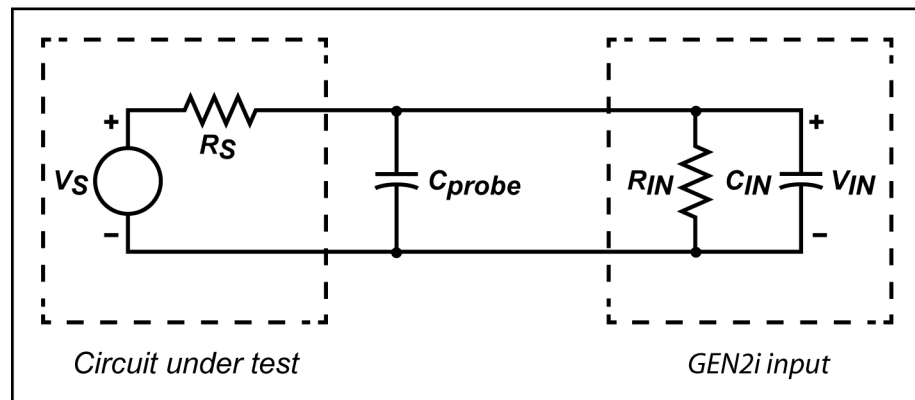 +
R_S
V_S
−
C_probe
R_IN
C_IN
+
V_IN
−
Circuit under test
GEN2i input